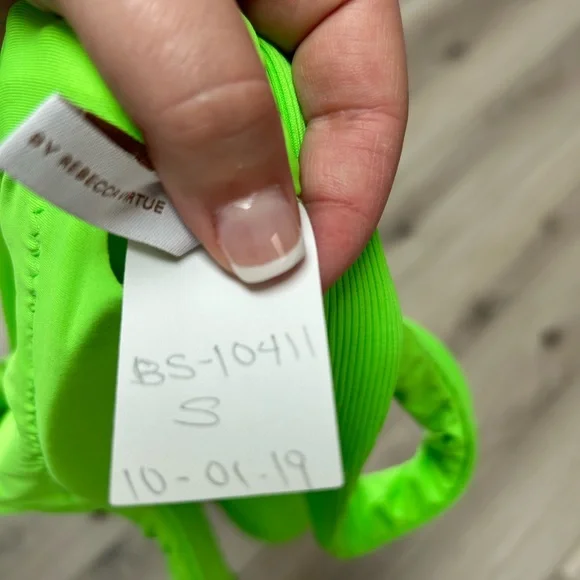 BY REBECCA VIRTUE
BS-10411
S
10-01-19